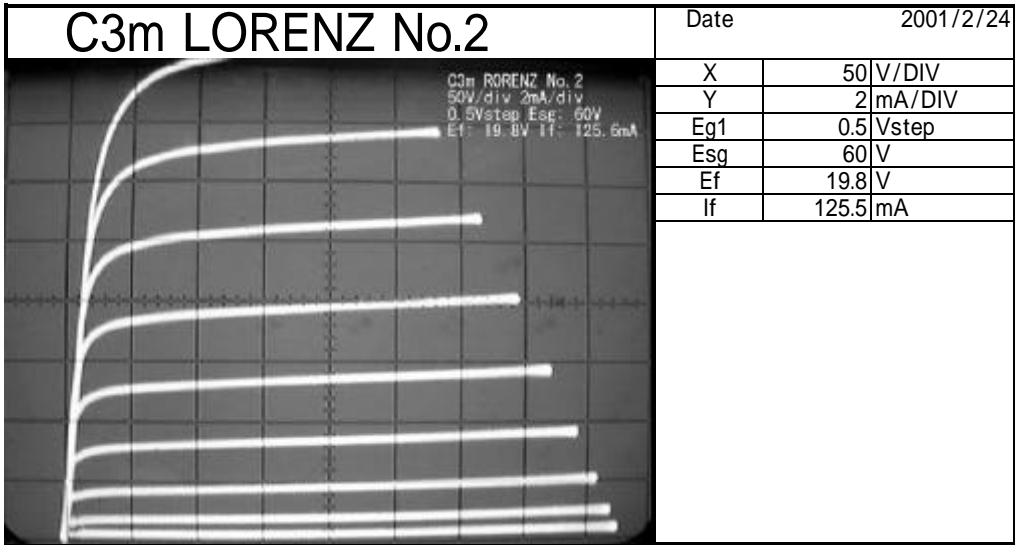 C3m LORENZ No.2
Date 2001/2/24
C3m RORENZ No. 2
50V/div 2mA/div
0.5Vstep Esg: 60V
Ef: 19.8V If: 125.6mA
X 50 V/DIV
Y 2 mA/DIV
Eg1 0.5 Vstep
Esg 60 V
Ef 19.8 V
If 125.5 mA